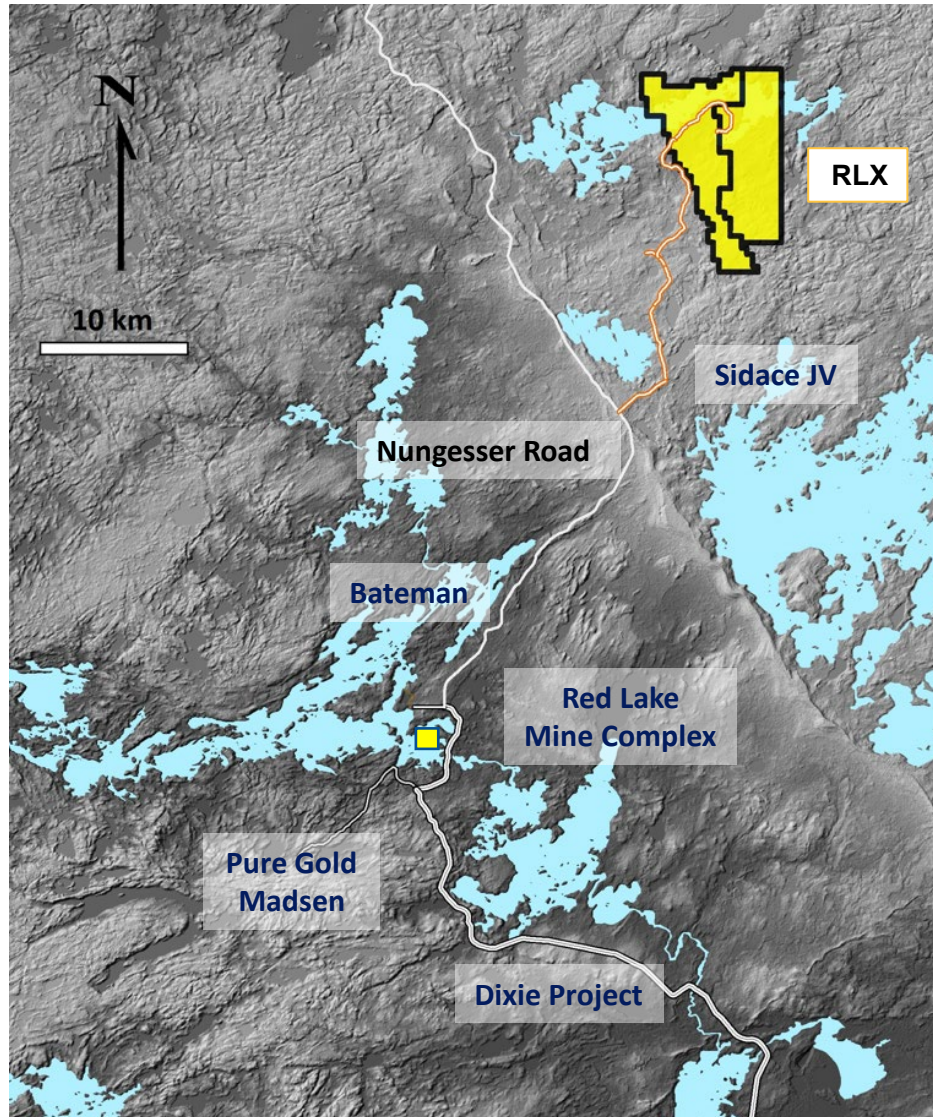 N
RLX
10 km
Sidace JV
Nungesser Road
Bateman
Red Lake
Mine Complex
Pure Gold
Madsen
Dixie Project